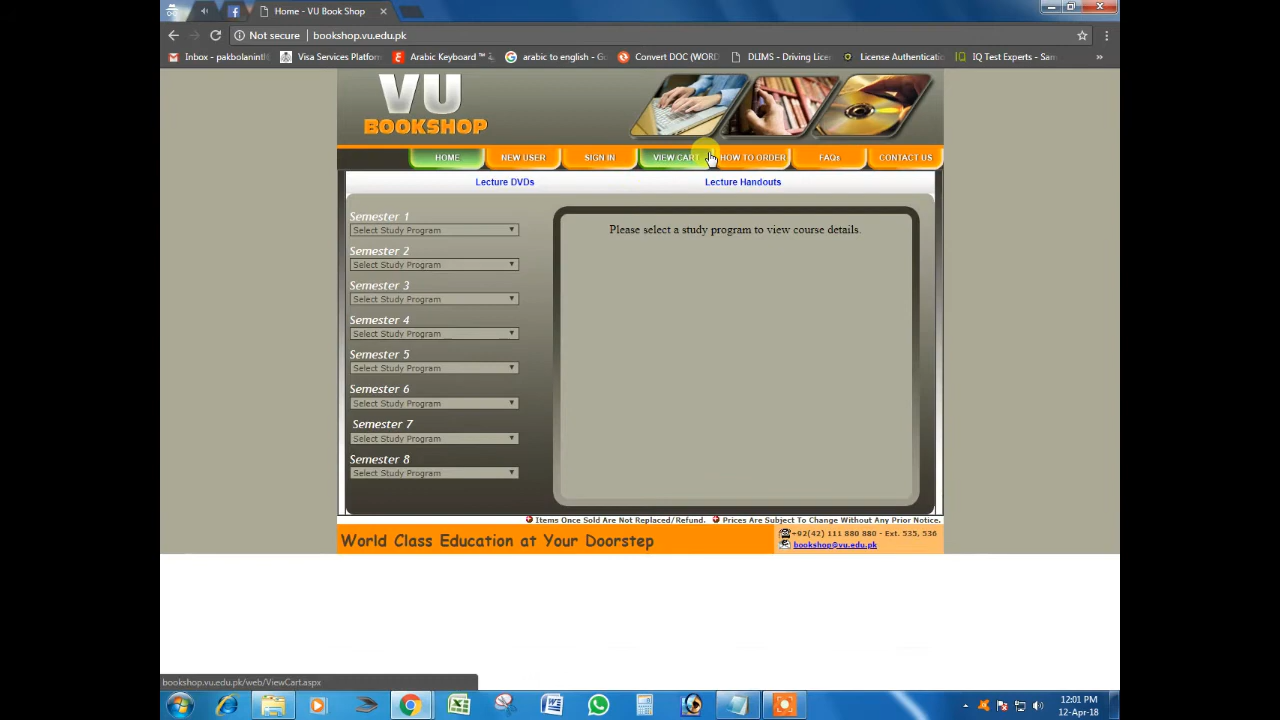 Home - VU Book Shop
Not secure
bookshop.vu.edu.pk
Inbox - pakbolanintl
Visa Services Platfor
Arabic Keyboard ™
arabic to english - Go
Convert DOC (WORD
DLIMS - Driving Lice
License Authenticatio
IQ Test Experts - Sam
VU
BOOKSHOP
HOME
NEW USER
SIGN IN
VIEW CART
HOW TO ORDER
FAQs
CONTACT US
Lecture DVDs
Lecture Handouts
Semester 1
Select Study Program
Semester 2
Select Study Program
Semester 3
Select Study Program
Semester 4
Select Study Program
Semester 5
Select Study Program
Semester 6
Select Study Program
Semester 7
Select Study Program
Semester 8
Select Study Program
Please select a study program to view course details.
Items Once Sold Are Not Replaced/Refund.
Prices Are Subject To Change Without Any Prior Notice.
World Class Education at Your Doorstep
+92(42) 111 880 880 - Ext. 535, 536
bookshop@vu.edu.pk
bookshop.vu.edu.pk/web/ViewCart.aspx
12:01 PM
12-Apr-18